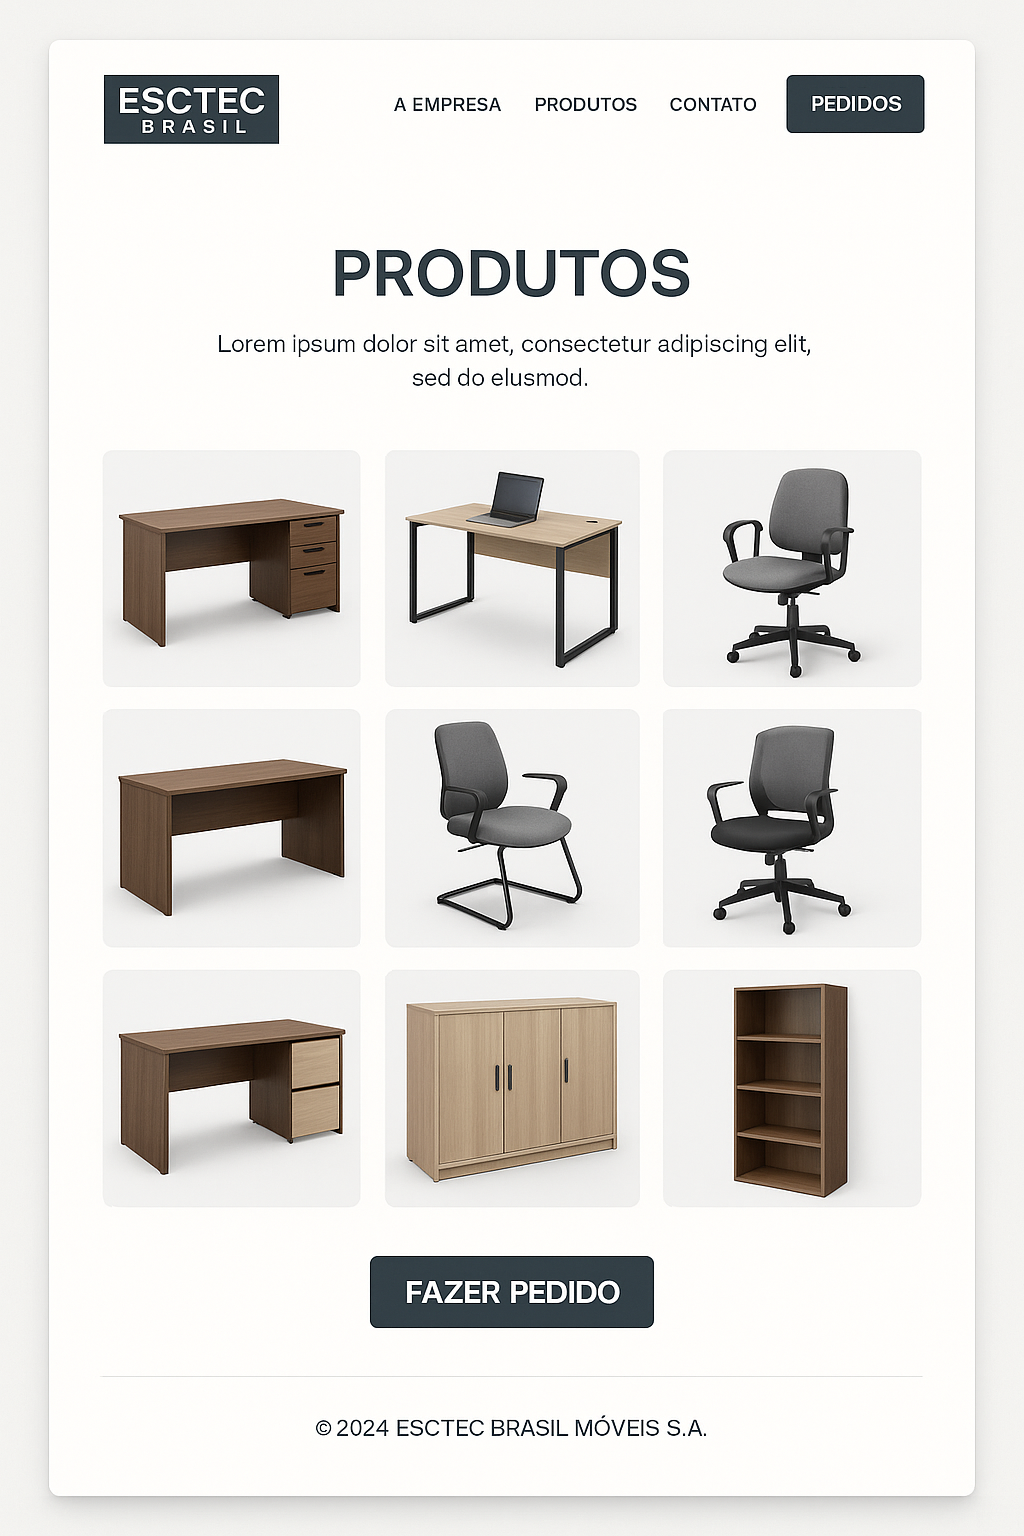 ESCTEC
BRASIL
A EMPRESA
PRODUTOS
CONTATO
PEDIDOS
PRODUTOS
Lorem ipsum dolor sit amet, consectetur adipiscing elit,
sed do elusmod.
FAZER PEDIDO
© 2024 ESCTEC BRASIL MÓVEIS S.A.